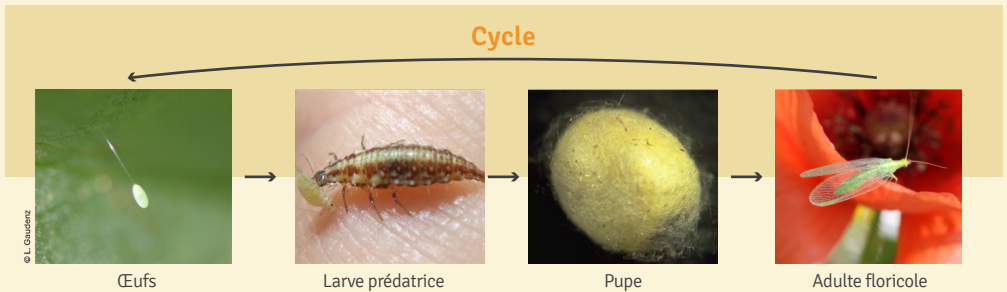 Cycle
© L. Gaudenz
Œufs
Larve prédatrice
Pupe
Adulte floricole